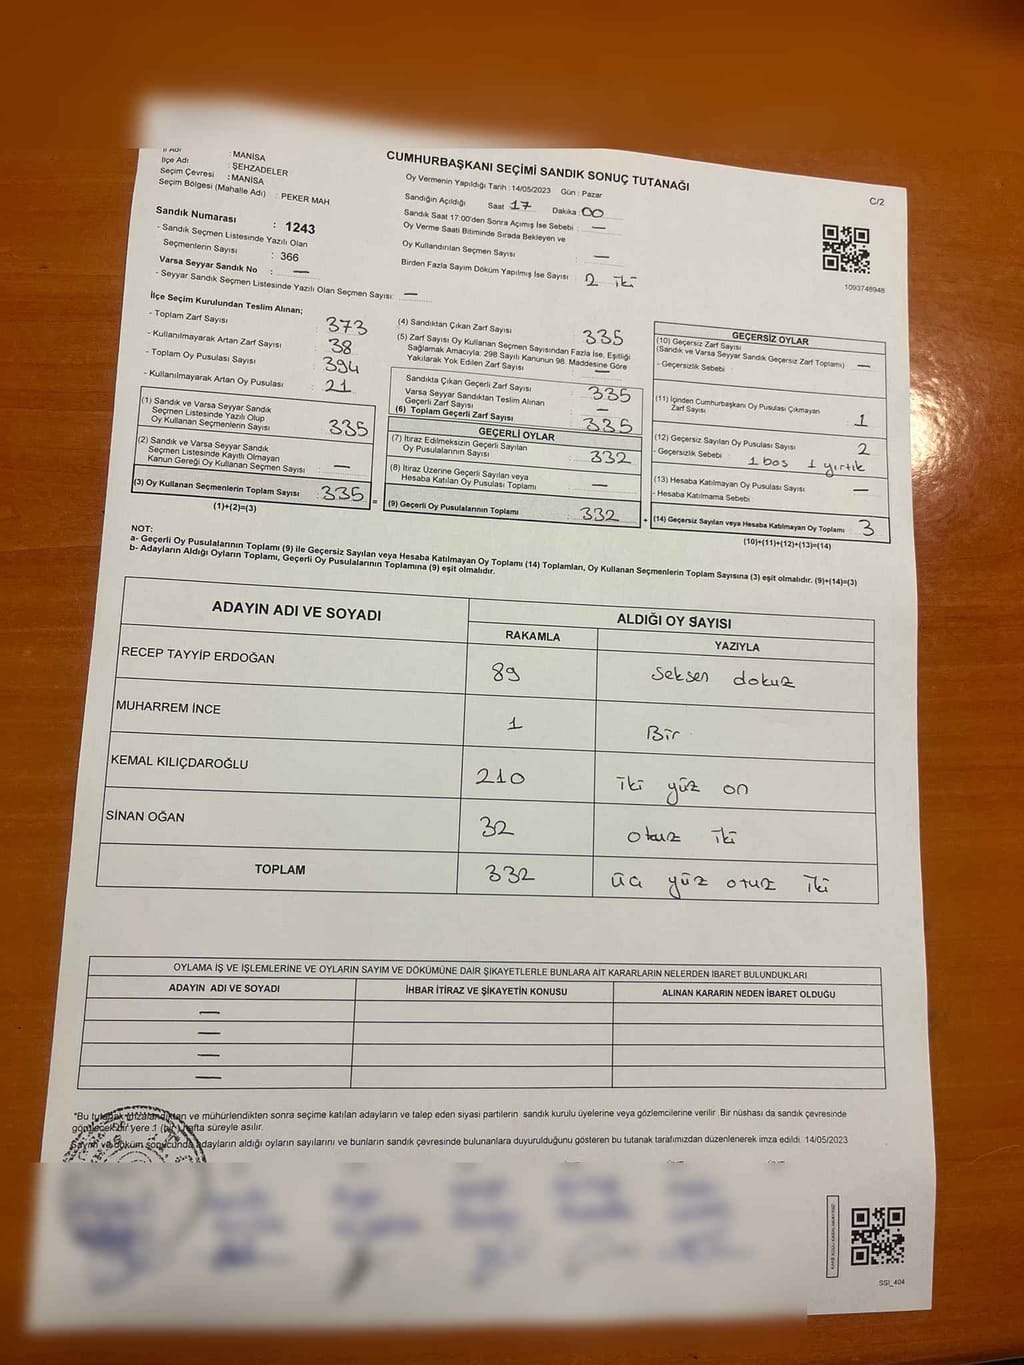 CUMHURBAŞKANI SEÇİMİ SANDIK SONUÇ TUTANAĞI
C/2
İl Adı : MANİSA
İlçe Adı : ŞEHZADELER
Seçim Çevresi : MANİSA
Seçim Bölgesi (Mahalle Adı) : PEKER MAH
Sandık Numarası : 1243
- Sandık Seçmen Listesinde Yazılı Olan
Seçmenlerin Sayısı : 366
Varsa Seyyar Sandık No : —
- Seyyar Sandık Seçmen Listesinde Yazılı Olan Seçmen Sayısı: —
Oy Vermenin Yapıldığı Tarih : 14/05/2023 Gün : Pazar
Sandığın Açıldığı Saat 17 Dakika 00
Sandık Saat 17:00'den Sonra Açılmış İse Sebebi : —
Oy Verme Saati Bitiminde Sırada Bekleyen ve
Oy Kullandırılan Seçmen Sayısı —
Birden Fazla Sayım Döküm Yapılmış İse Sayısı : 2 iki
1093748948
İlçe Seçim Kurulundan Teslim Alınan;
- Toplam Zarf Sayısı : 373
- Kullanılmayarak Artan Zarf Sayısı : 38
- Toplam Oy Pusulası Sayısı : 394
- Kullanılmayarak Artan Oy Pusulası : 21
(1) Sandık ve Varsa Seyyar Sandık
Seçmen Listesinde Yazılı Olup
Oy Kullanan Seçmenlerin Sayısı : 335
(2) Sandık ve Varsa Seyyar Sandık
Seçmen Listesinde Kayıtlı Olmayan
Kanun Gereği Oy Kullanan Seçmen Sayısı : —
(3) Oy Kullanan Seçmenlerin Toplam Sayısı : 335
(1)+(2)=(3)
=
(4) Sandıktan Çıkan Zarf Sayısı : 335
(5) Zarf Sayısı Oy Kullanan Seçmen Sayısından Fazla İse, Eşitliği
Sağlamak Amacıyla; 298 Sayılı Kanunun 98. Maddesine Göre
Yakılarak Yok Edilen Zarf Sayısı : —
Sandıkta Çıkan Geçerli Zarf Sayısı : 335
Varsa Seyyar Sandıktan Teslim Alınan
Geçerli Zarf Sayısı : —
(6) Toplam Geçerli Zarf Sayısı : 335
GEÇERLİ OYLAR
(7) İtiraz Edilmeksizin Geçerli Sayılan
Oy Pusulalarının Sayısı : 332
(8) İtiraz Üzerine Geçerli Sayılan veya
Hesaba Katılan Oy Pusulası Toplamı : —
(9) Geçerli Oy Pusulalarının Toplamı : 332
+
GEÇERSİZ OYLAR
(10) Geçersiz Zarf Sayısı
(Sandık ve Varsa Seyyar Sandık Geçersiz Zarf Toplamı) —
- Geçersizlik Sebebi :
(11) İçinden Cumhurbaşkanı Oy Pusulası Çıkmayan
Zarf Sayısı : 1
(12) Geçersiz Sayılan Oy Pusulası Sayısı : 2
- Geçersizlik Sebebi : 1 boş 1 yırtık
(13) Hesaba Katılmayan Oy Pusulası Sayısı : —
- Hesaba Katılmama Sebebi :
(14) Geçersiz Sayılan veya Hesaba Katılmayan Oy Toplamı : 3
(10)+(11)+(12)+(13)=(14)
NOT:
a- Geçerli Oy Pusulalarının Toplamı (9) ile Geçersiz Sayılan veya Hesaba Katılmayan Oy Toplamı (14) Toplamları, Oy Kullanan Seçmenlerin Toplam Sayısına (3) eşit olmalıdır. (9)+(14)=(3)
b- Adayların Aldığı Oyların Toplamı, Geçerli Oy Pusulalarının Toplamına (9) eşit olmalıdır.
ADAYIN ADI VE SOYADI ALDIĞI OY SAYISI
RAKAMLA YAZIYLA
RECEP TAYYİP ERDOĞAN 89 seksen dokuz
MUHARREM İNCE 1 Bir
KEMAL KILIÇDAROĞLU 210 iki yüz on
SİNAN OĞAN 32 otuz iki
TOPLAM 332 üç yüz otuz iki
OYLAMA İŞ VE İŞLEMLERİNE VE OYLARIN SAYIM VE DÖKÜMÜNE DAİR ŞİKAYETLERLE BUNLARA AİT KARARLARIN NELERDEN İBARET BULUNDUKLARI
ADAYIN ADI VE SOYADI İHBAR İTİRAZ VE ŞİKAYETİN KONUSU ALINAN KARARIN NEDEN İBARET OLDUĞU
—
—
—
—
*Bu tutanak imzalandıktan ve mühürlendikten sonra seçime katılan adayların ve talep eden siyasi partilerin sandık kurulu üyelerine veya gözlemcilerine verilir. Bir nüshası da sandık çevresinde
görülecek bir yere 1 (bir) hafta süreyle asılır.
Sayım ve döküm sonucunda adayların aldığı oyların sayılarını ve bunların sandık çevresinde bulunanlara duyurulduğunu gösteren bu tutanak tarafımızdan düzenlenerek imza edildi. 14/05/2023
SSI_404